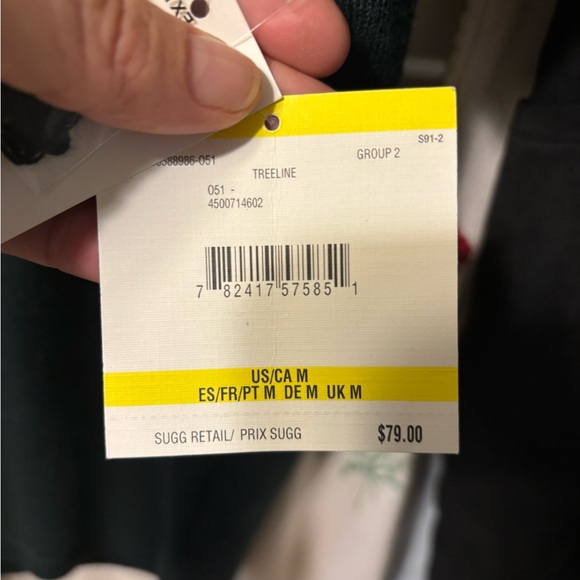 S91-2
GROUP 2
TREELINE
051 -
4500714602
7 82417 57585 1
US/CA M
ES/FR/PT M DE M UK M
SUGG RETAIL/ PRIX SUGG $79.00